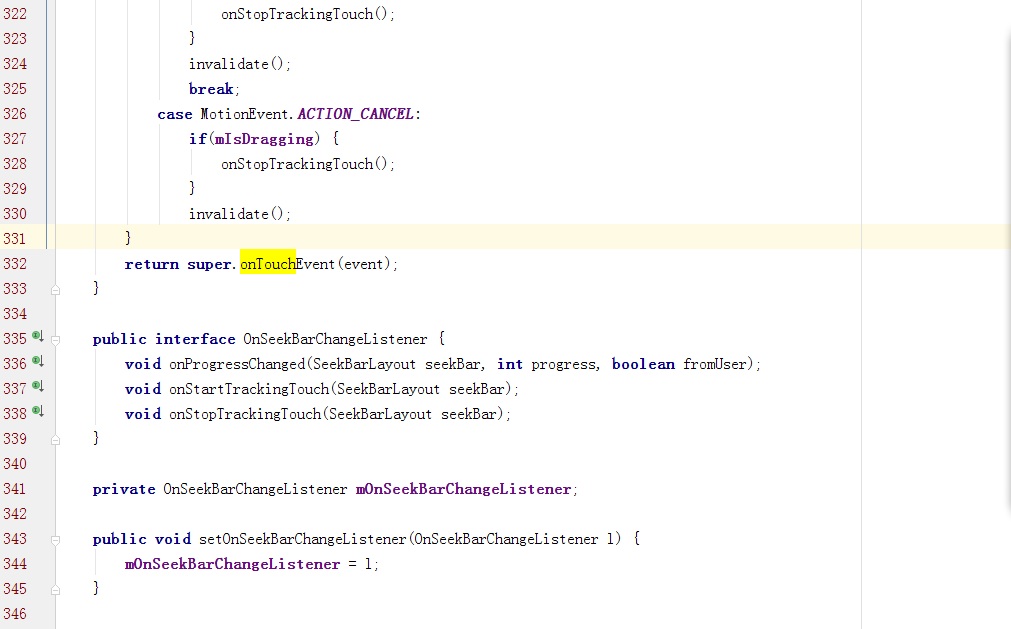 322 onStopTrackingTouch();
323 }
324 invalidate();
325 break;
326 case MotionEvent.ACTION_CANCEL:
327 if(mIsDragging) {
328 onStopTrackingTouch();
329 }
330 invalidate();
331 }
332 return super.onTouchEvent(event);
333 }
334
335 public interface OnSeekBarChangeListener {
336 void onProgressChanged(SeekBarLayout seekBar, int progress, boolean fromUser);
337 void onStartTrackingTouch(SeekBarLayout seekBar);
338 void onStopTrackingTouch(SeekBarLayout seekBar);
339 }
340
341 private OnSeekBarChangeListener mOnSeekBarChangeListener;
342
343 public void setOnSeekBarChangeListener(OnSeekBarChangeListener l) {
344 mOnSeekBarChangeListener = l;
345 }
346